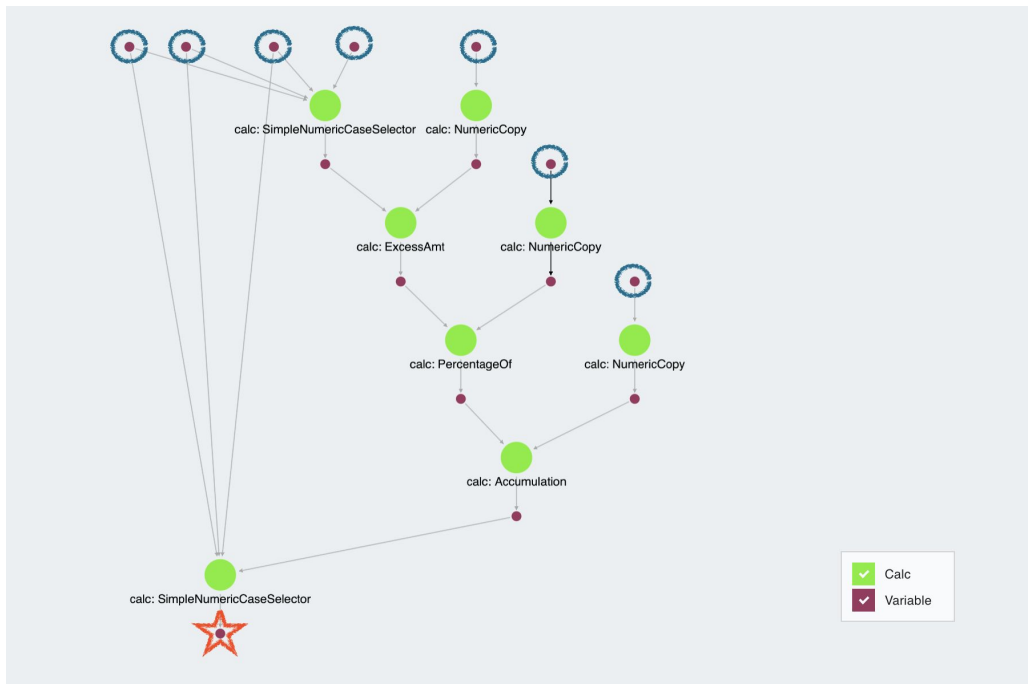 calc: SimpleNumericCaseSelector calc: NumericCopy
calc: ExcessAmt calc: NumericCopy
calc: PercentageOf calc: NumericCopy
calc: Accumulation
Calc
calc: SimpleNumericCaseSelector
Variable